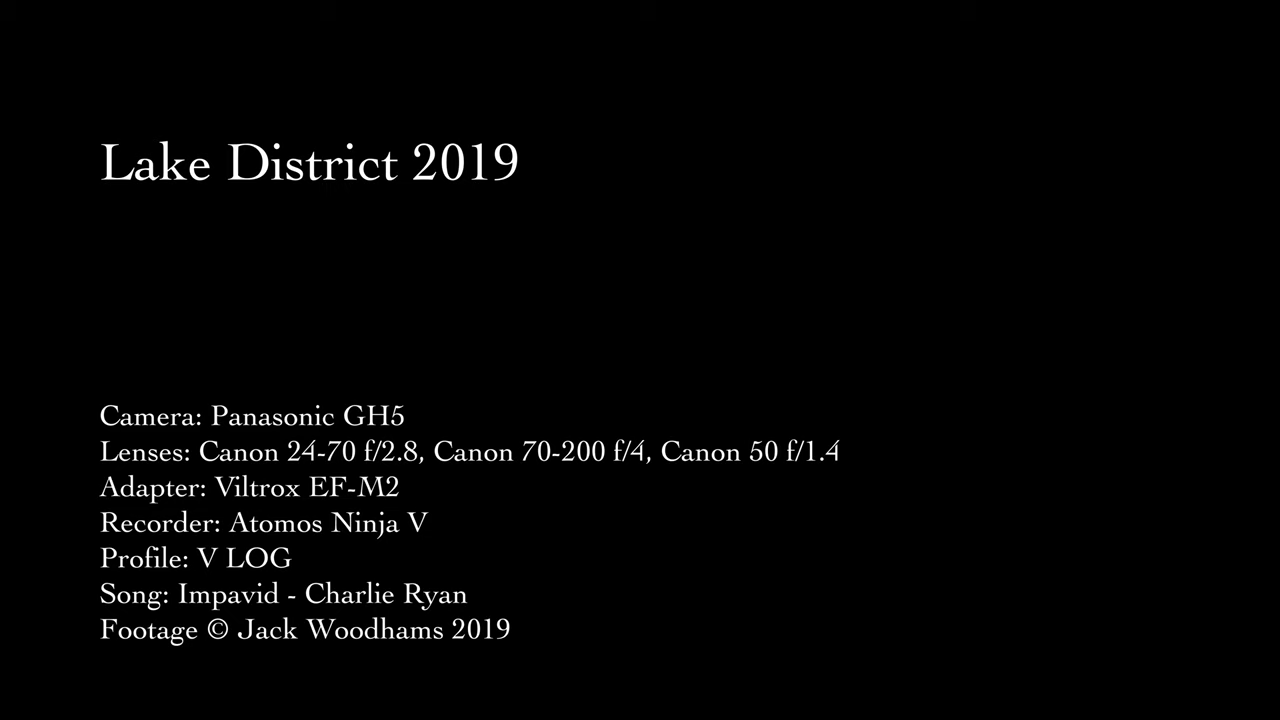 Lake District 2019
Camera: Panasonic GH5
Lenses: Canon 24-70 f/2.8, Canon 70-200 f/4, Canon 50 f/1.4
Adapter: Viltrox EF-M2
Recorder: Atomos Ninja V
Profile: V LOG
Song: Impavid - Charlie Ryan
Footage © Jack Woodhams 2019